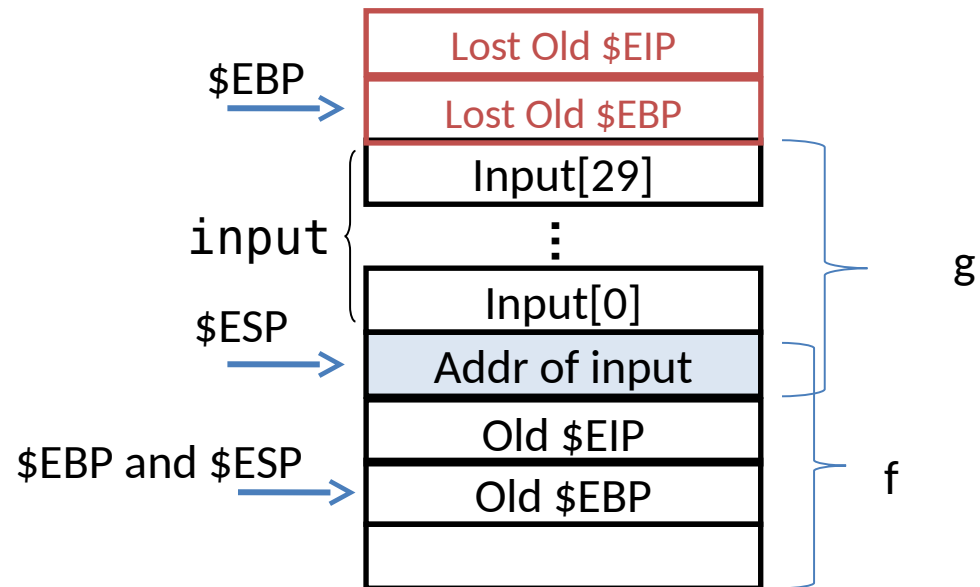 Lost Old $EIP
$EBP
Lost Old $EBP
Input[29]
input
⋮
g
Input[0]
$ESP
Addr of input
Old $EIP
$EBP and $ESP
f
Old $EBP